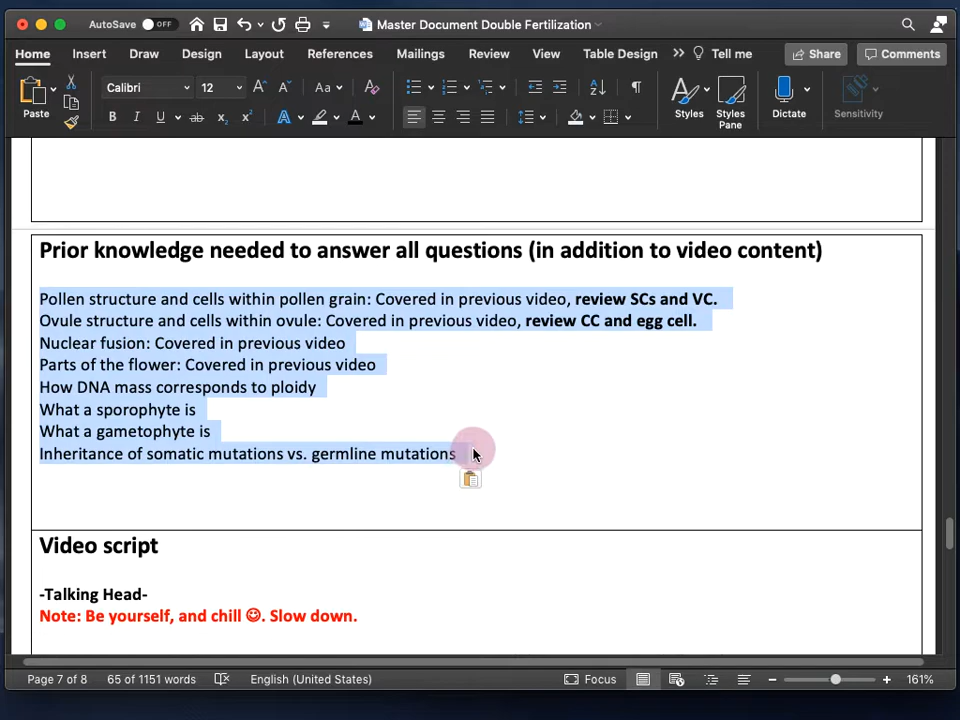 AutoSave OFF Master Document Double Fertilization
Home Insert Draw Design Layout References Mailings Review View Table Design Tell me Share Comments
Calibri 12 Aa
Paste B I U ab x2 x2 A A Styles Styles Pane Dictate Sensitivity
Prior knowledge needed to answer all questions (in addition to video content)
Pollen structure and cells within pollen grain: Covered in previous video, review SCs and VC.
Ovule structure and cells within ovule: Covered in previous video, review CC and egg cell.
Nuclear fusion: Covered in previous video
Parts of the flower: Covered in previous video
How DNA mass corresponds to ploidy
What a sporophyte is
What a gametophyte is
Inheritance of somatic mutations vs. germline mutations
Video script
-Talking Head-
Note: Be yourself, and chill ☺. Slow down.
Page 7 of 8 65 of 1151 words English (United States) Focus 161%